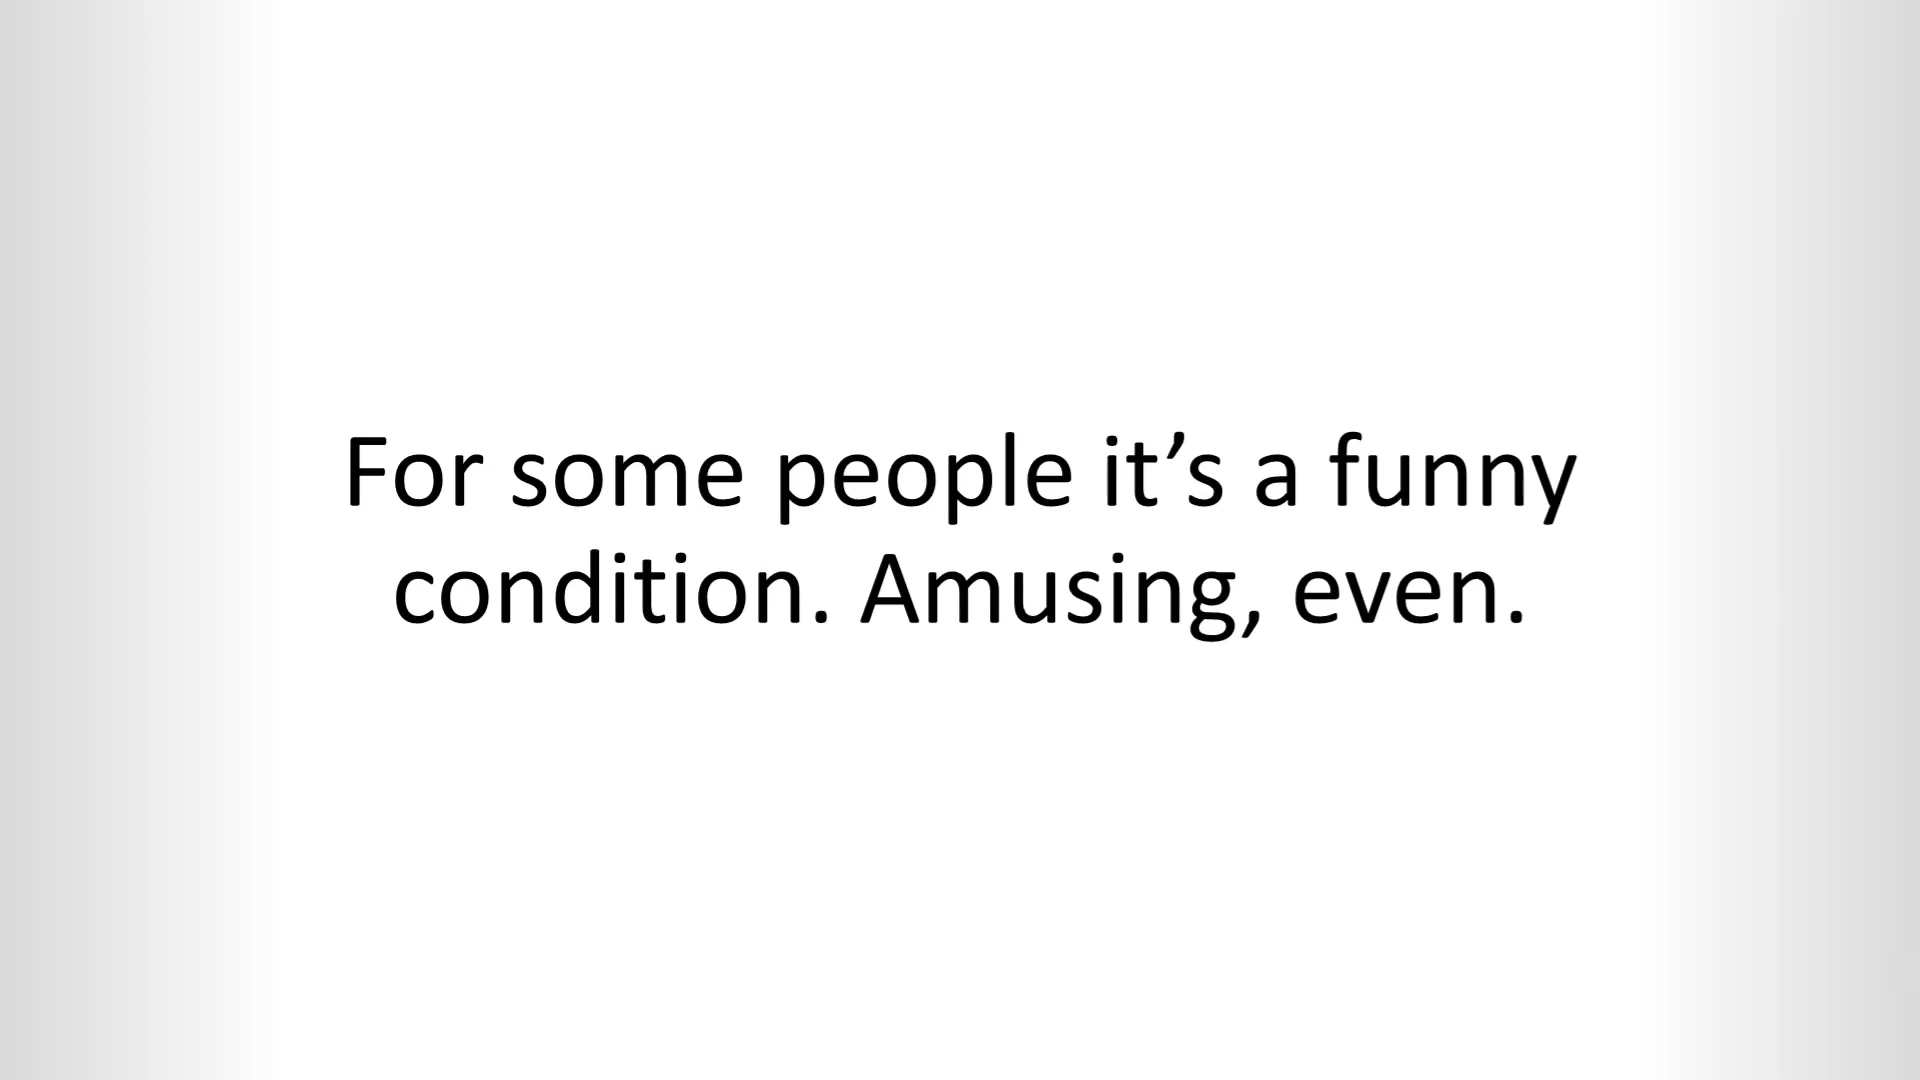 For some people it’s a funny
condition. Amusing, even.